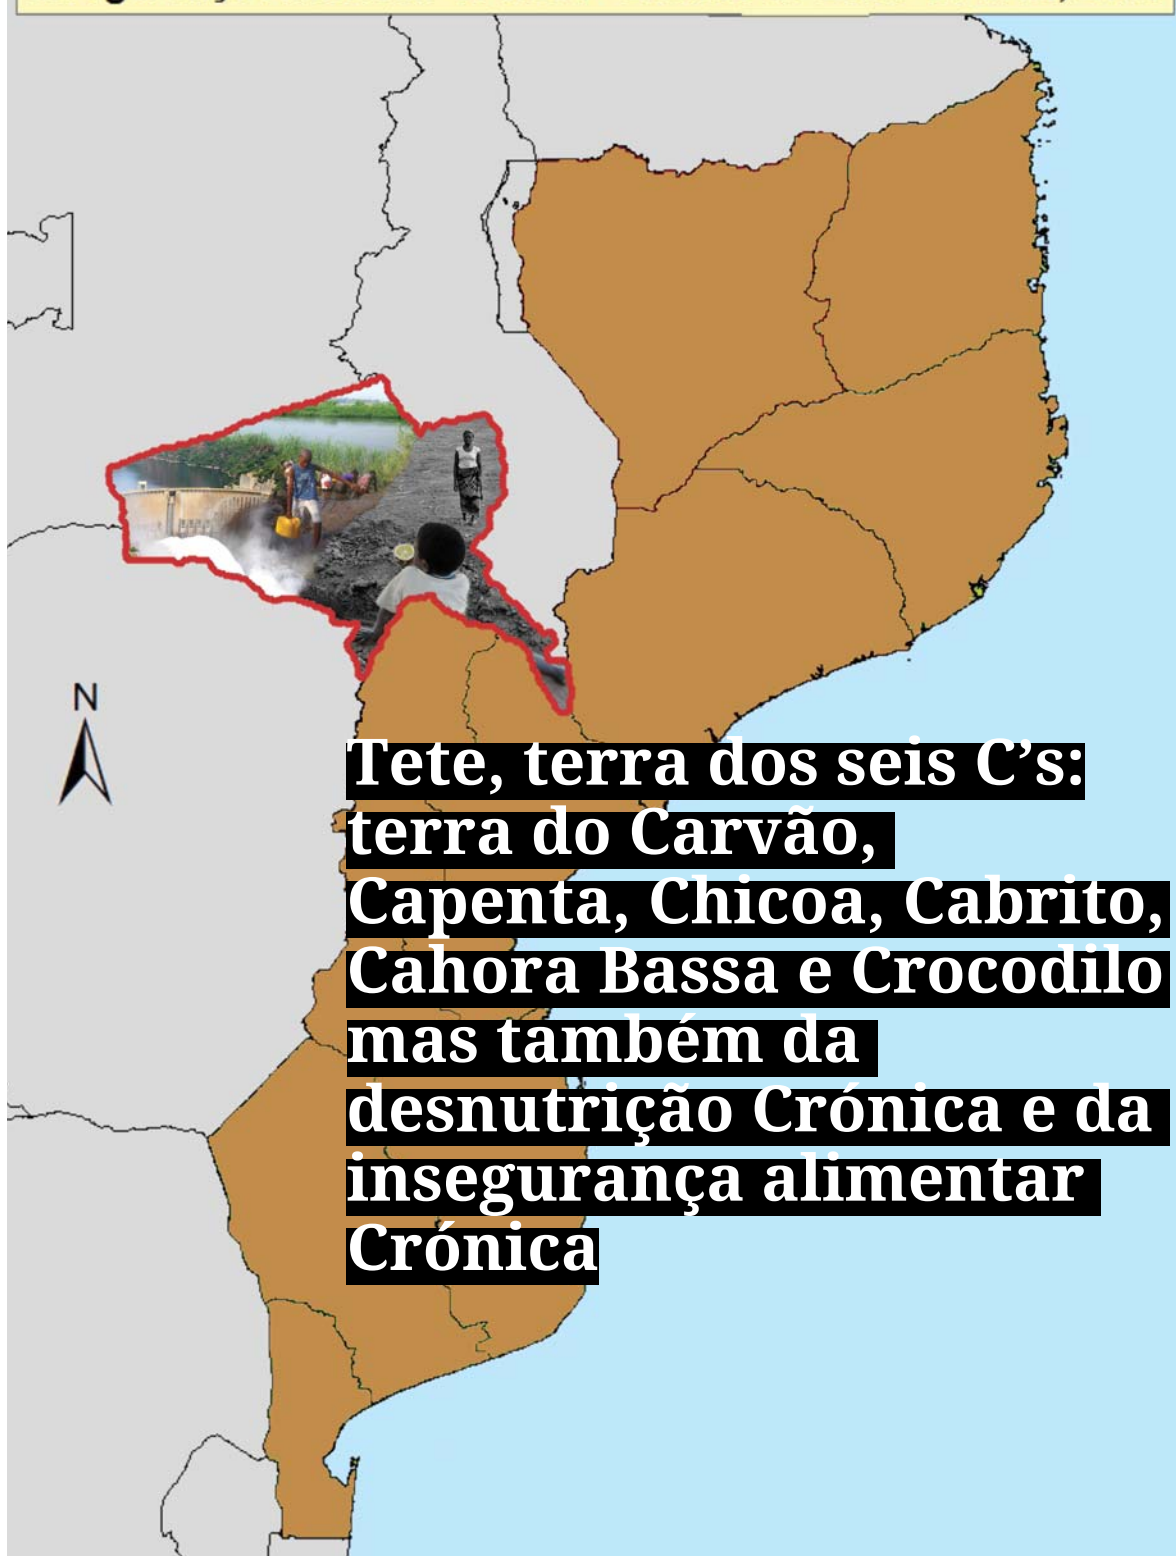 N
Tete, terra dos seis C’s:
terra do Carvão,
Capenta, Chicoa, Cabrito,
Cahora Bassa e Crocodilo
mas também da
desnutrição Crónica e da
insegurança alimentar
Crónica